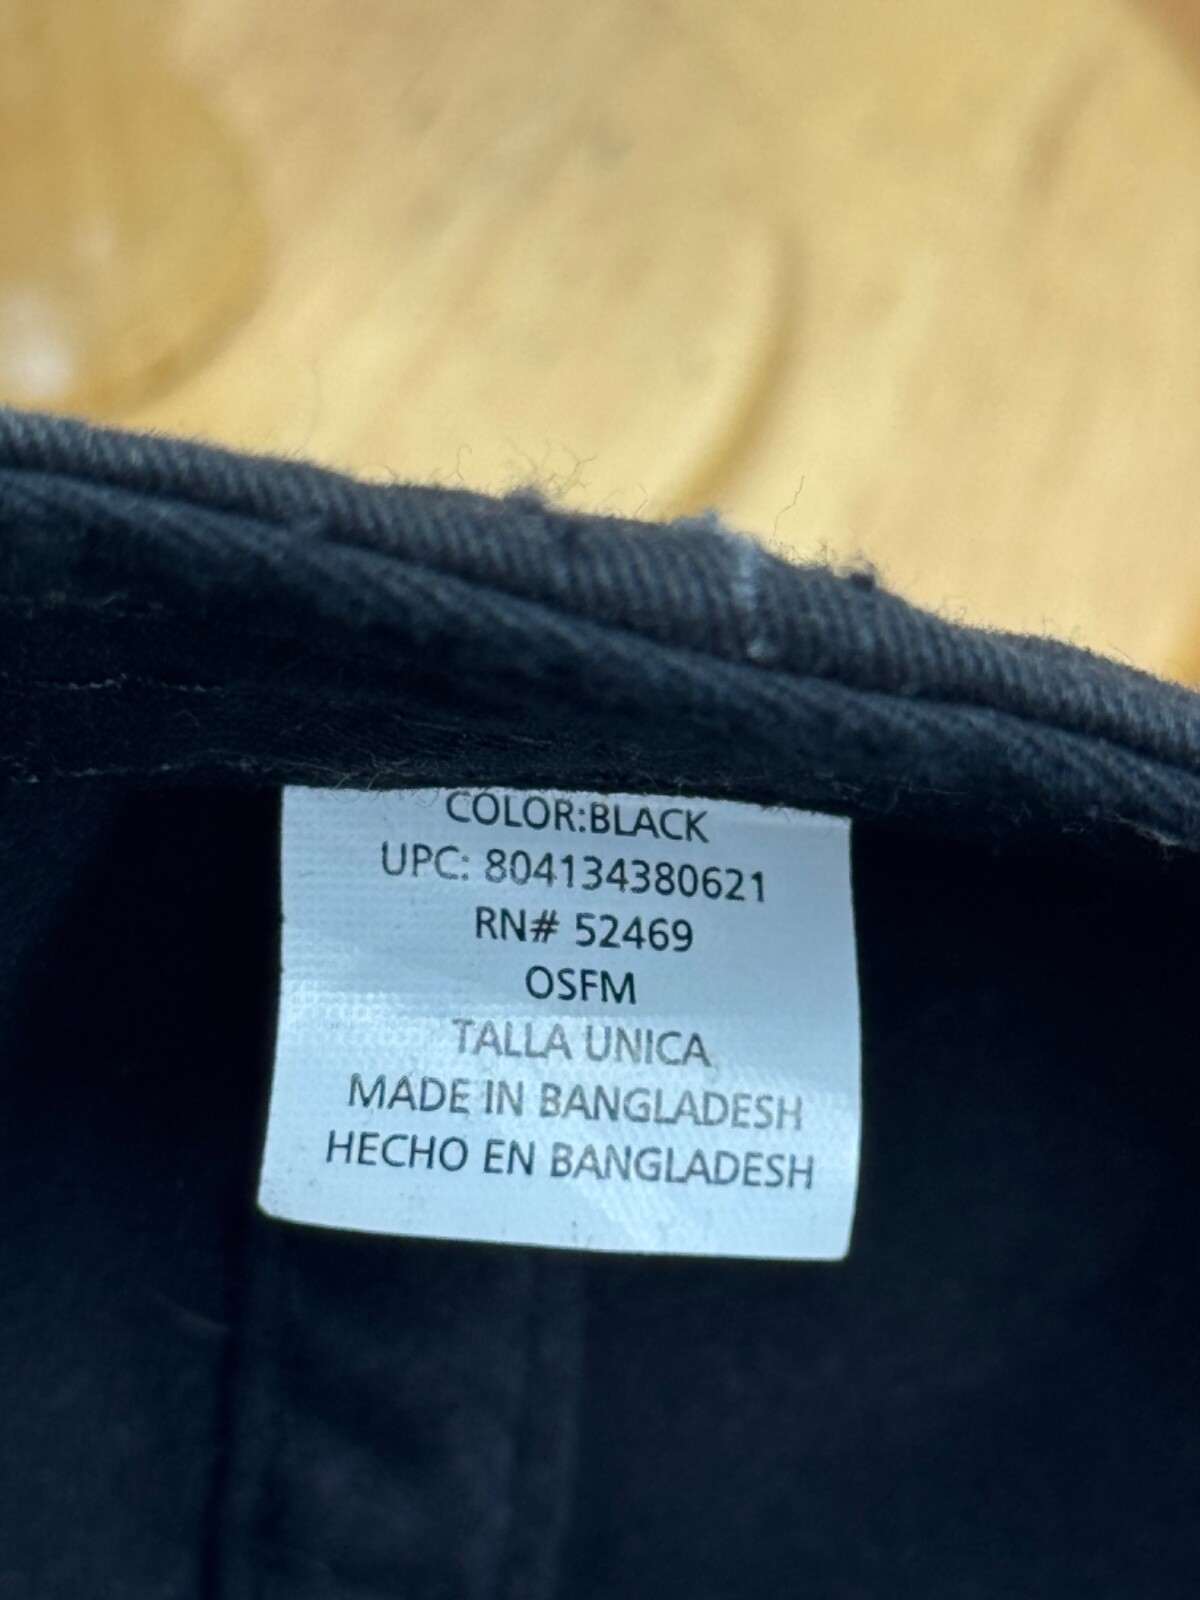 COLOR:BLACK
UPC: 804134380621
RN# 52469
OSFM
TALLA UNICA
MADE IN BANGLADESH
HECHO EN BANGLADESH